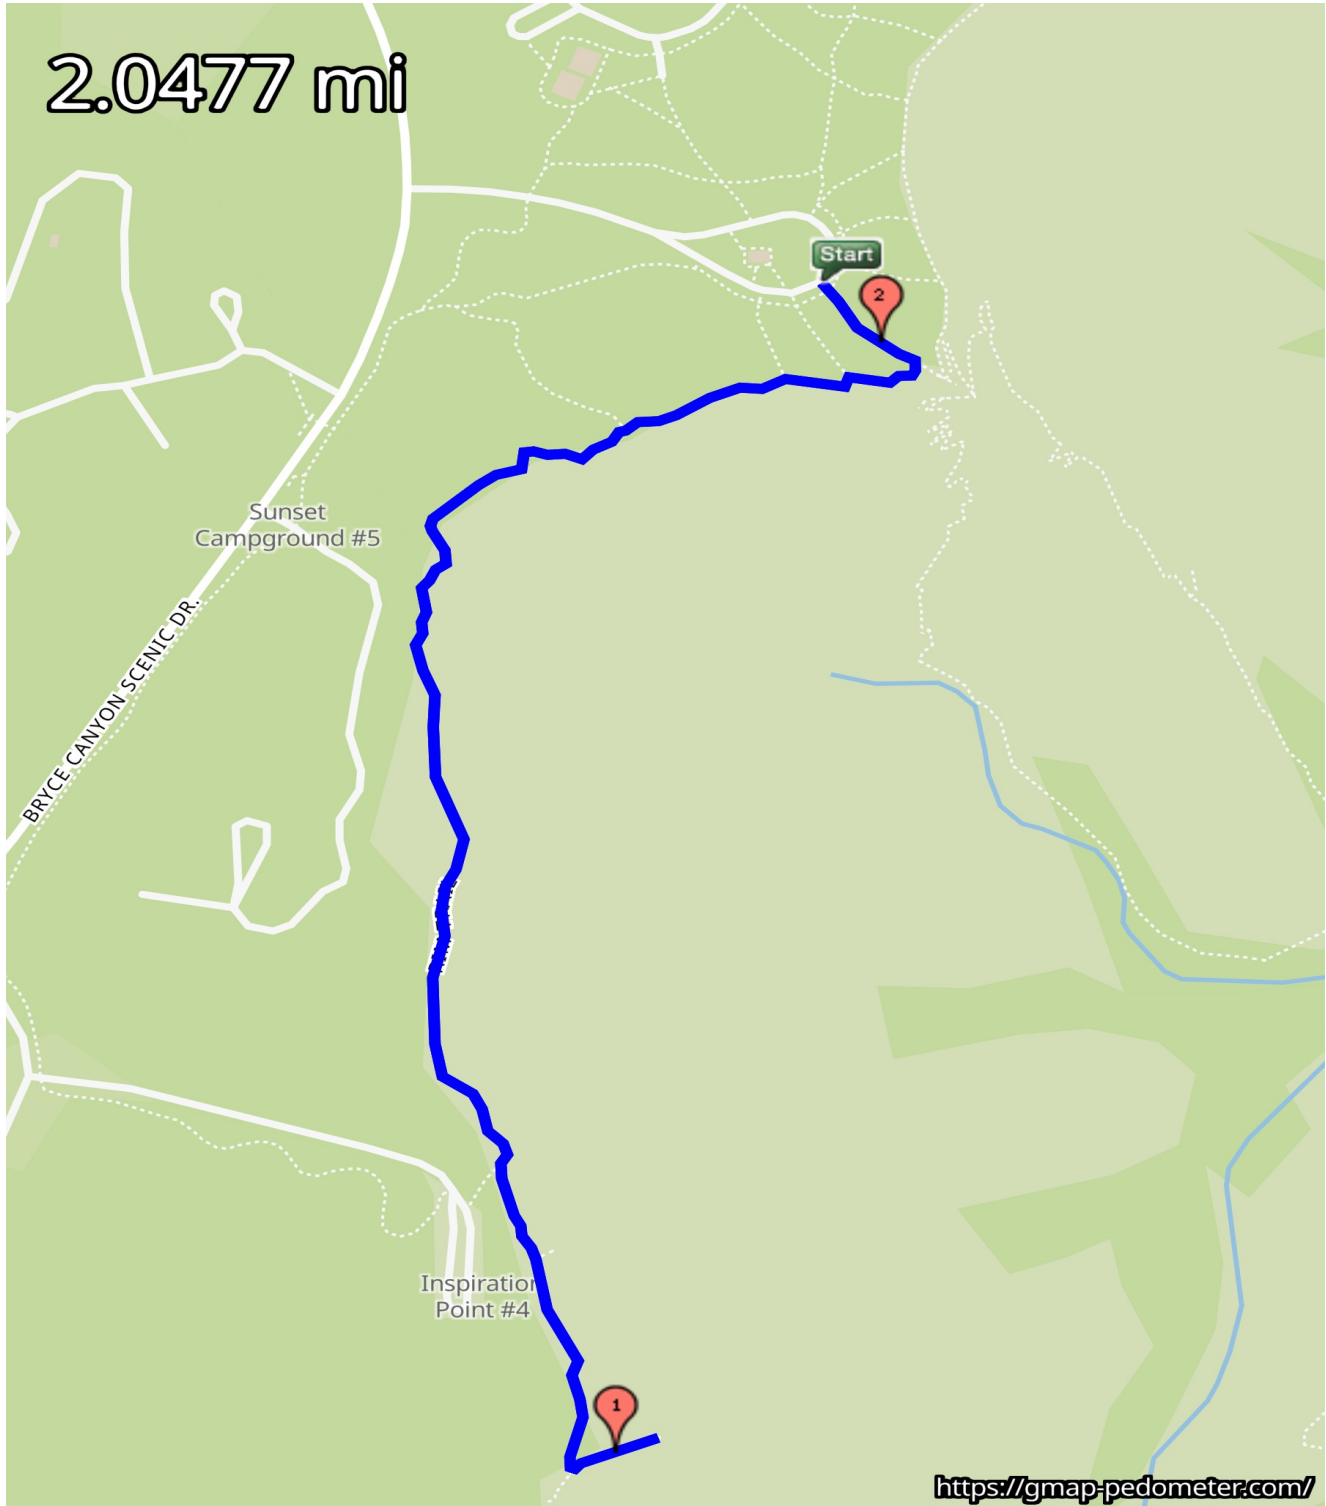 2.0477 mi
Start
2
Sunset
Campground #5
BRYCE CANYON SCENIC DR.
Inspiration
Point #4
1
https://gmap-pedometer.com/